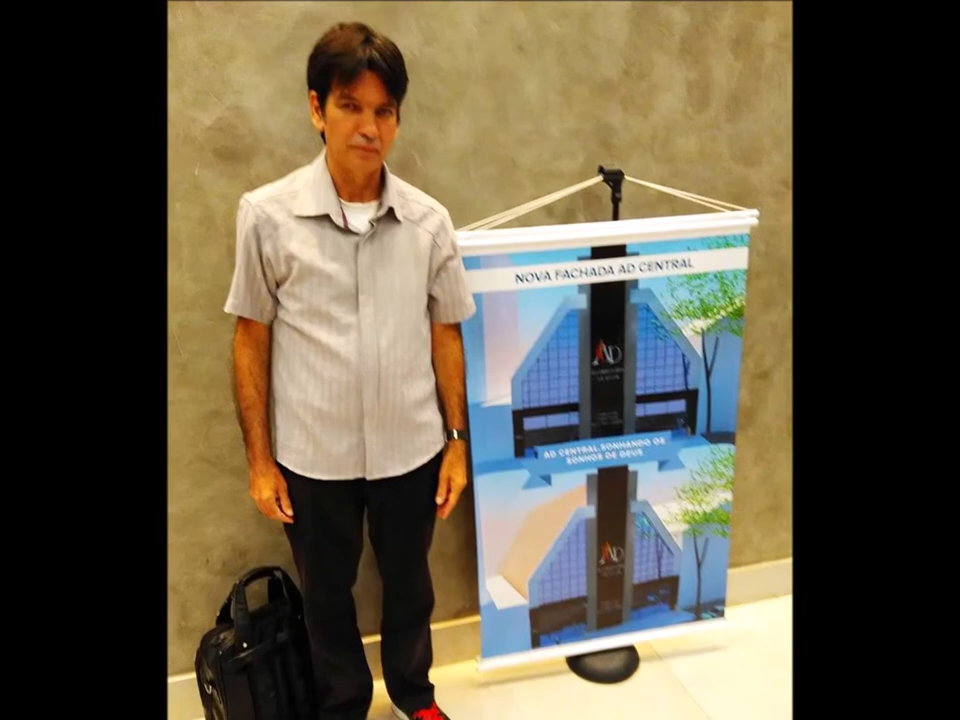 NOVA FACHADA AD CENTRAL
AD
AD CENTRAL, SONHANDO OS
SONHOS DE DEUS
AD